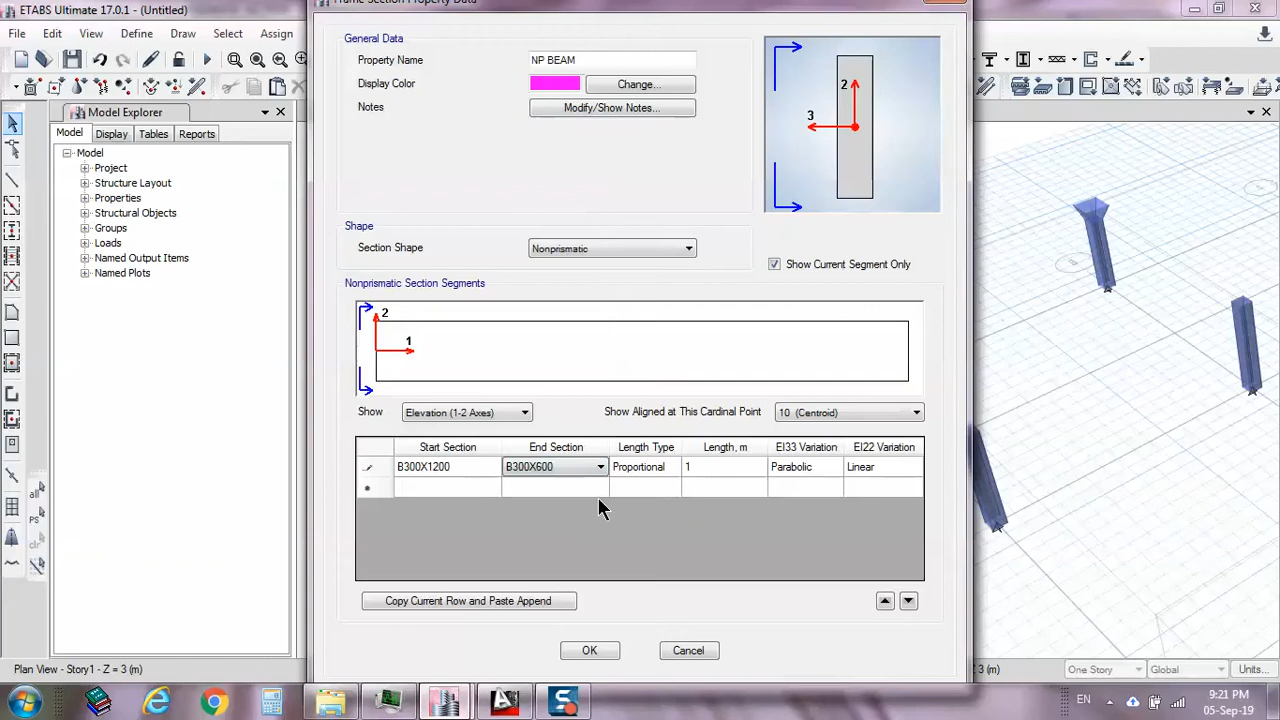 ETABS Ultimate 17.0.1 - (Untitled)
File Edit View Define Draw Select Assign
Model Explorer
Model Display Tables Reports
Model
Project
Structure Layout
Properties
Structural Objects
Groups
Loads
Named Output Items
Named Plots
all
PS
clr
Frame Section Property Data
General Data
Property Name NP BEAM
Display Color Change...
Notes Modify/Show Notes...
2
3
Shape
Section Shape Nonprismatic
Show Current Segment Only
Nonprismatic Section Segments
2
1
Show Elevation (1-2 Axes) Show Aligned at This Cardinal Point 10 (Centroid)
Start Section End Section Length Type Length, m EI33 Variation EI22 Variation
B300X1200 B300X600 Proportional 1 Parabolic Linear
Copy Current Row and Paste Append
OK Cancel
Plan View - Story1 - Z = 3 (m) 3 (m) One Story Global Units...
EN 9:21 PM
05-Sep-19